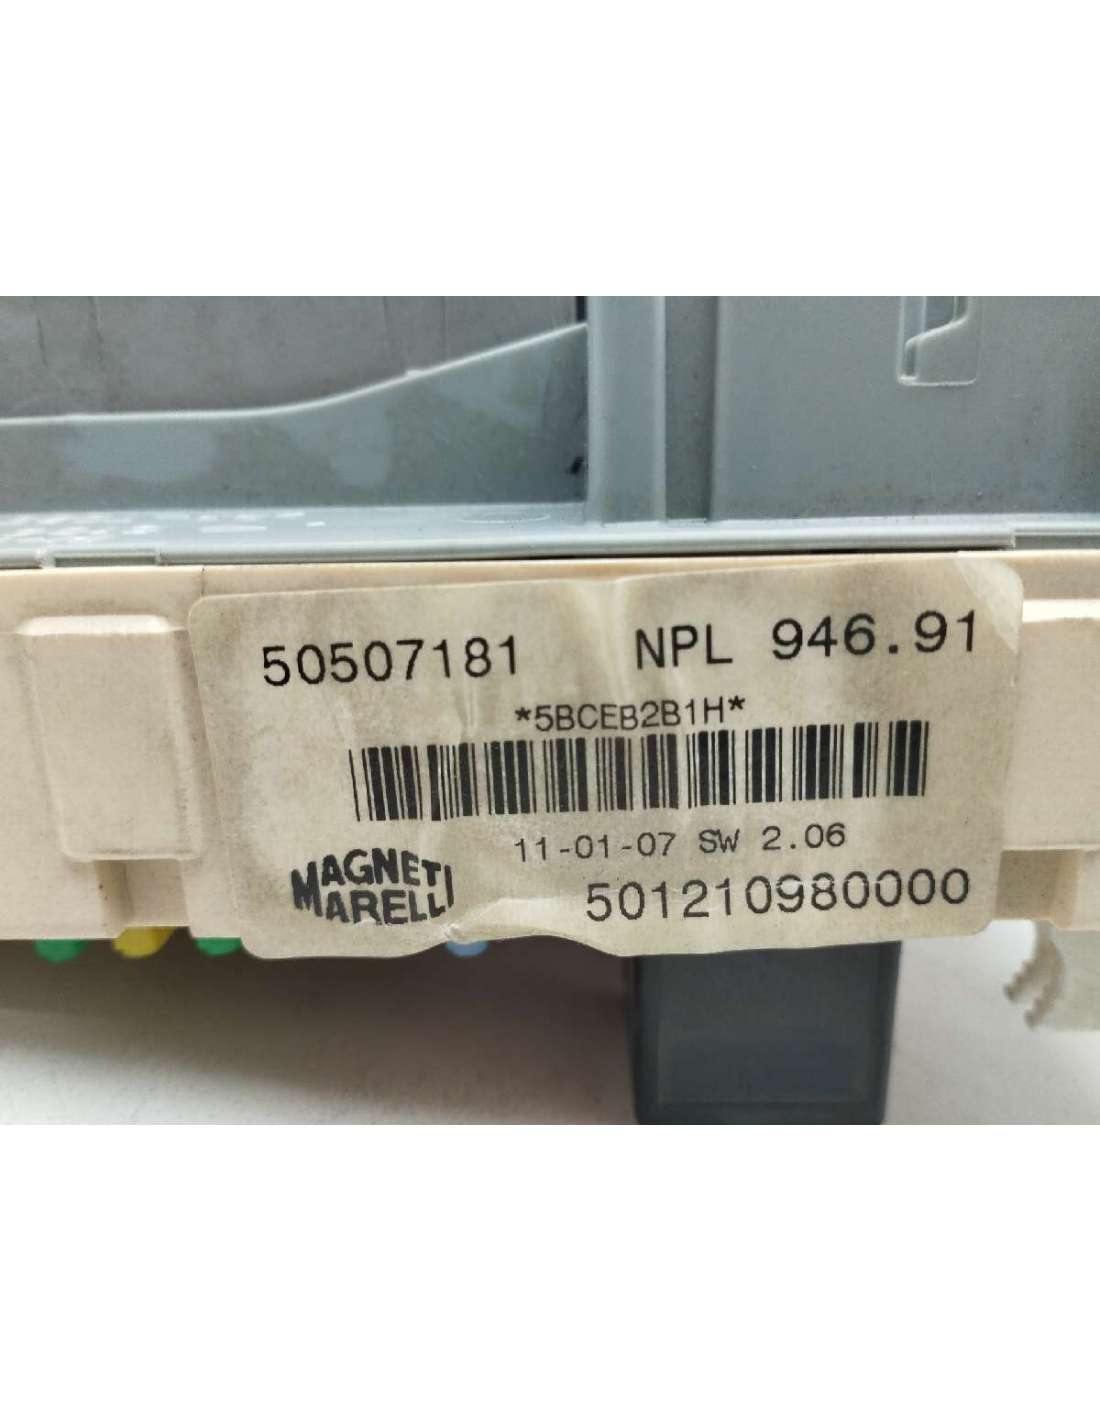 50507181 NPL 946.91
*5BCEB2B1H*
11-01-07 SW 2.06
MAGNETI
MARELLI
501210980000